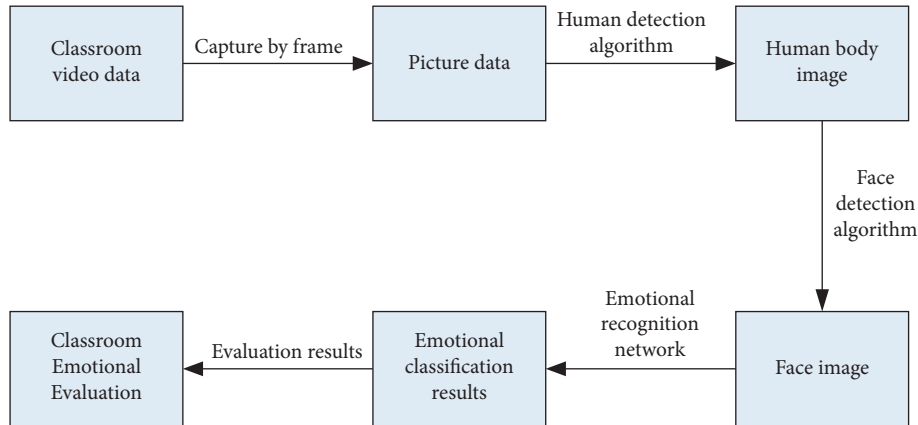 Classroom
video data
Capture by frame
Picture data
Human detection
algorithm
Human body
image
Face
detection
algorithm
Face image
Emotional
recognition
network
Emotional
classification
results
Evaluation results
Classroom
Emotional
Evaluation